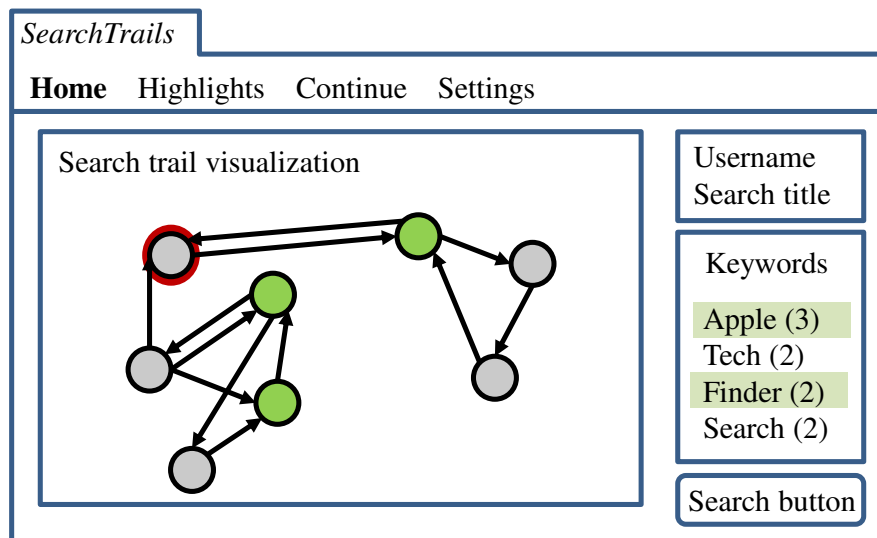 SearchTrails
Home Highlights Continue Settings
Search trail visualization
Username
Search title
Keywords
Apple (3)
Tech (2)
Finder (2)
Search (2)
Search button